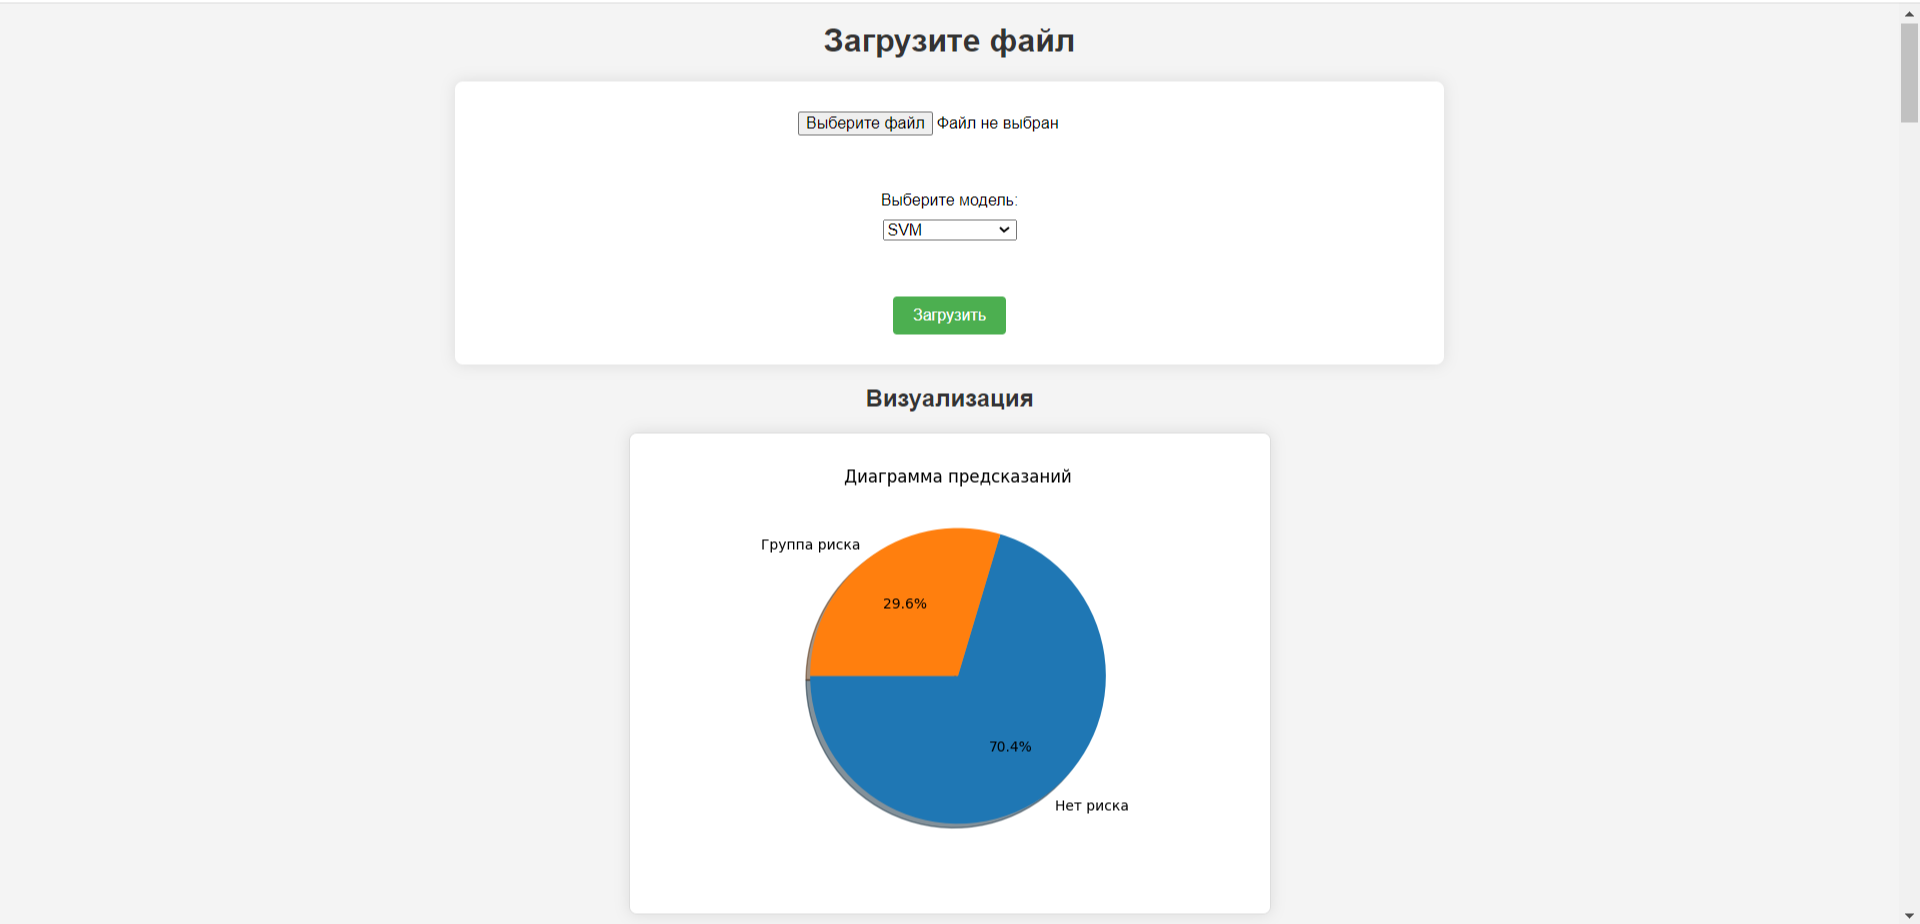 Загрузите файл
Выберите файл Файл не выбран
Выберите модель:
SVM
Загрузить
Визуализация
Диаграмма предсказаний
Группа риска
29.6%
70.4%
Нет риска